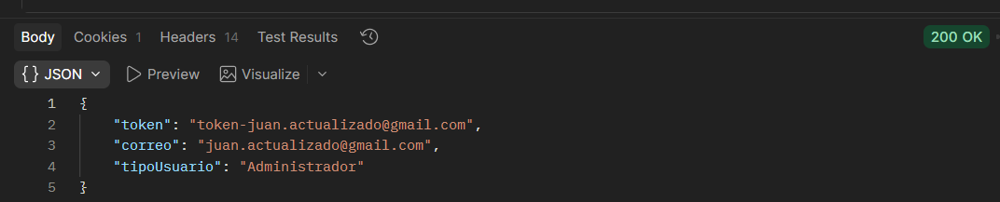 Body Cookies 1 Headers 14 Test Results 200 OK
{} JSON Preview Visualize
1 {
2 "token": "token-juan.actualizado@gmail.com",
3 "correo": "juan.actualizado@gmail.com",
4 "tipoUsuario": "Administrador"
5 }